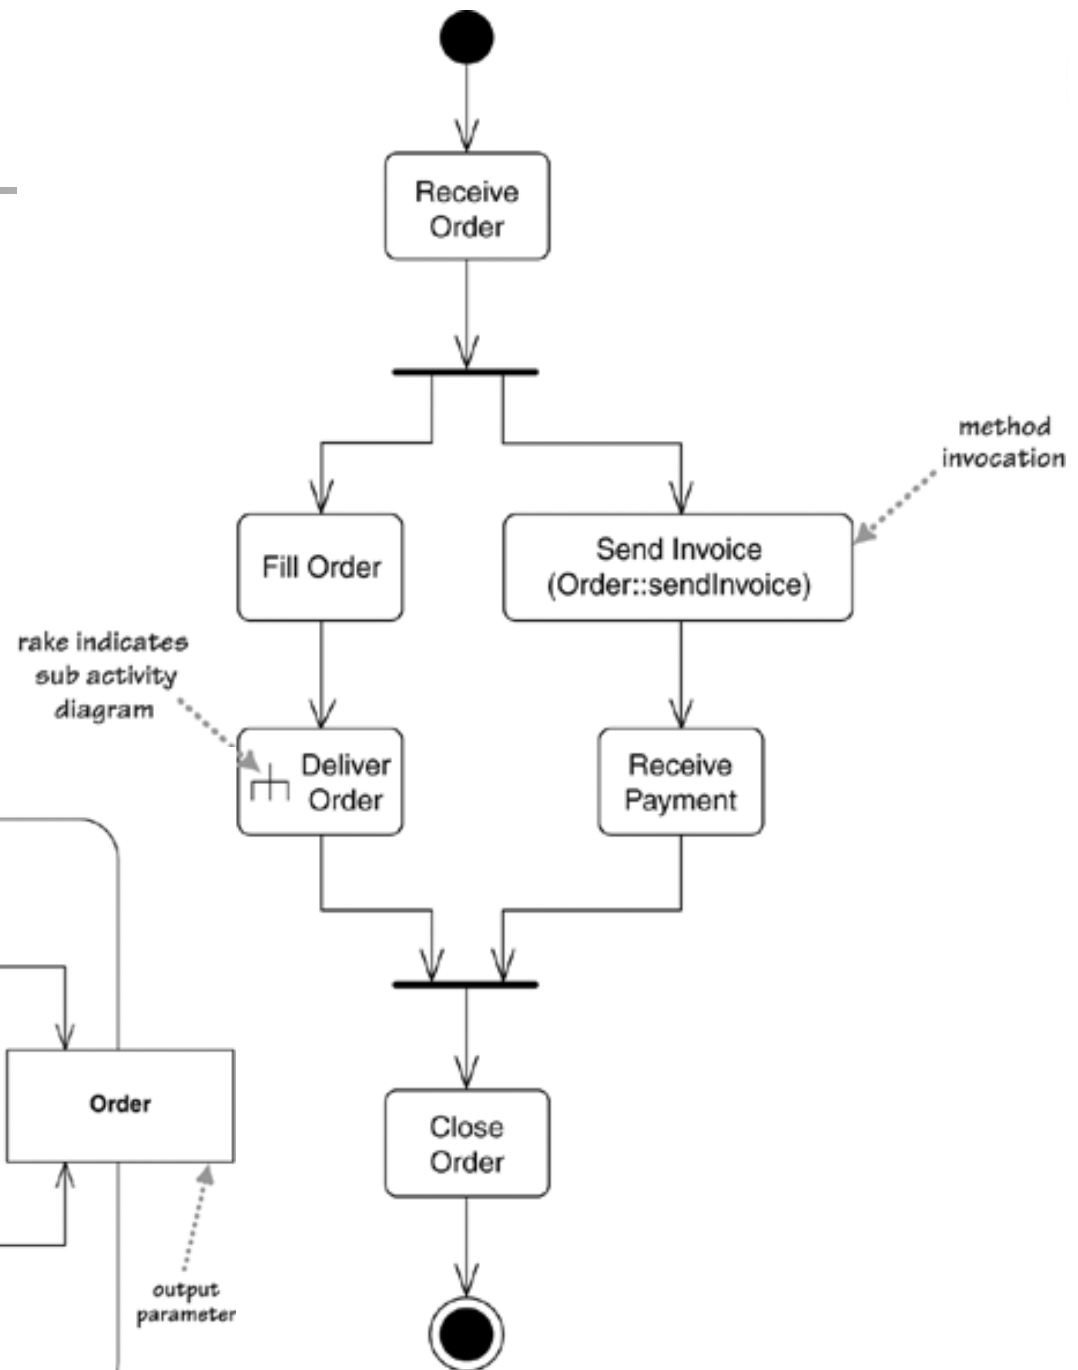 Receive
Order
method
invocation
Fill Order
Send Invoice
(Order::sendInvoice)
rake indicates
sub activity
diagram
Deliver
Order
Receive
Payment
Order
Close
Order
output
parameter